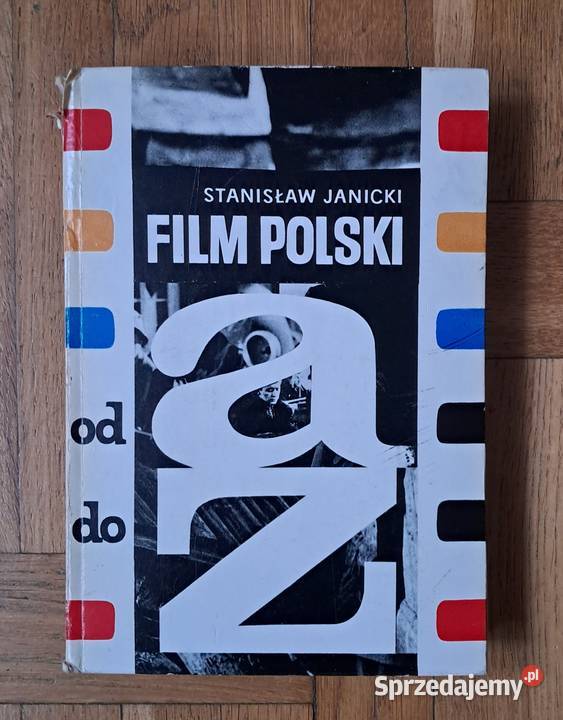 STANISŁAW JANICKI
FILM POLSKI
od a
do Z
Sprzedajemy.pl